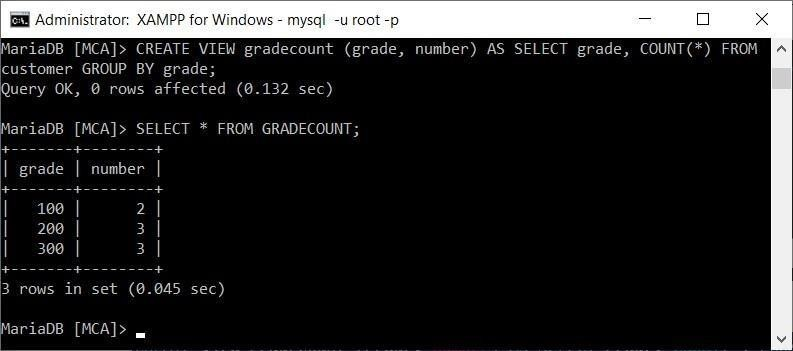 Administrator:  XAMPP for Windows - mysql  -u root -p
MariaDB [MCA]> CREATE VIEW gradecount (grade, number) AS SELECT grade, COUNT(*) FROM
customer GROUP BY grade;
Query OK, 0 rows affected (0.132 sec)
MariaDB [MCA]> SELECT * FROM GRADECOUNT;
+-------+--------+
| grade | number |
+-------+--------+
|   100 |      2 |
|   200 |      3 |
|   300 |      3 |
+-------+--------+
3 rows in set (0.045 sec)
MariaDB [MCA]>